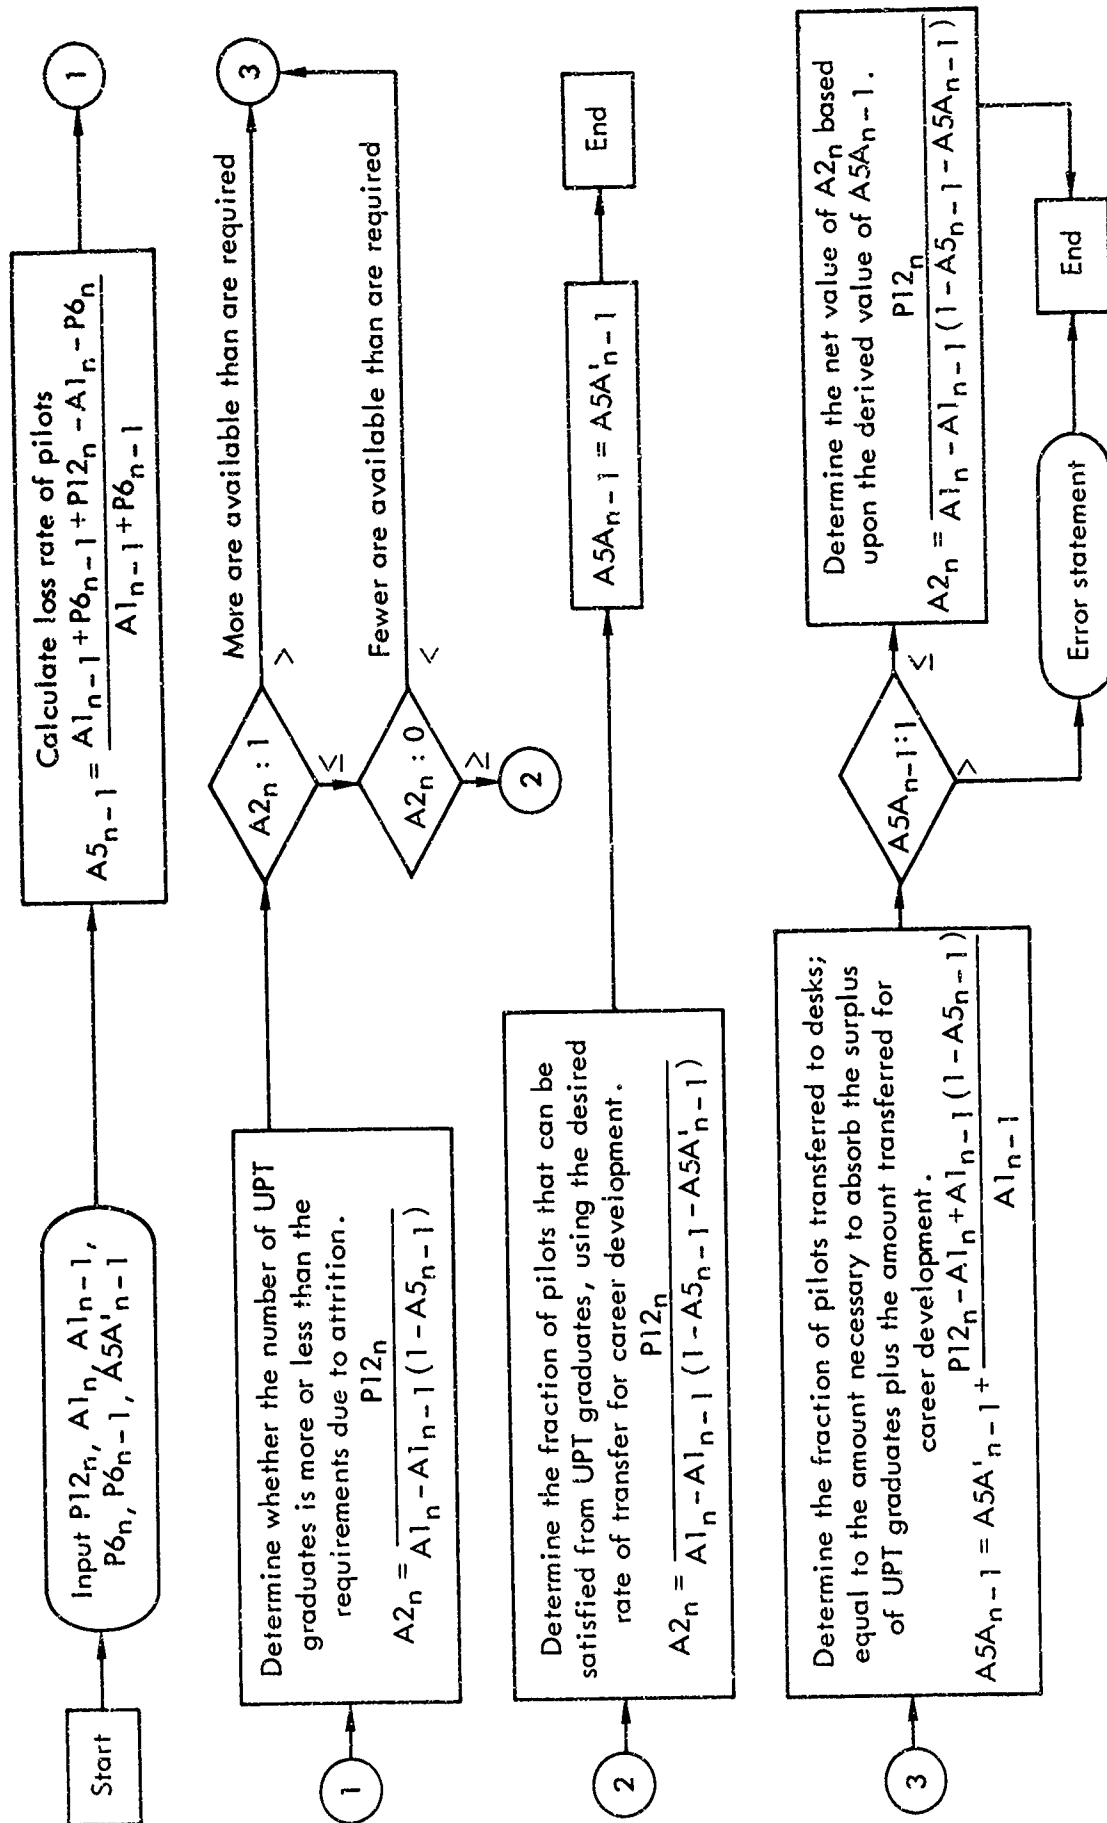 Start
Input P12n, A1n, A1n-1,
P6n, P6n-1, A5A'n-1
Calculate loss rate of pilots
A5n-1 = A1n-1 + P6n-1 + P12n - A1n - P6n
A1n-1 + P6n-1
1
1
Determine whether the number of UPT
graduates is more or less than the
requirements due to attrition.
P12n
A2n =
A1n - A1n-1 (1 - A5n-1)
A2n : 1
>
More are available than are required
3
≤
A2n : 0
<
Fewer are available than are required
≥
2
2
Determine the fraction of pilots that can be
satisfied from UPT graduates, using the desired
rate of transfer for career development.
P12n
A2n =
A1n - A1n-1 (1 - A5n-1 - A5A'n-1)
A5An-1 = A5A'n-1
End
3
Determine the fraction of pilots transferred to desks;
equal to the amount necessary to absorb the surplus
of UPT graduates plus the amount transferred for
career development.
P12n - A1n + A1n-1 (1 - A5n-1)
A5An-1 = A5A'n-1 +
A1n-1
A5An-1 : 1
≤
>
Determine the net value of A2n based
upon the derived value of A5An-1.
P12n
A2n =
A1n - A1n-1 (1 - A5n-1 - A5An-1)
Error statement
End